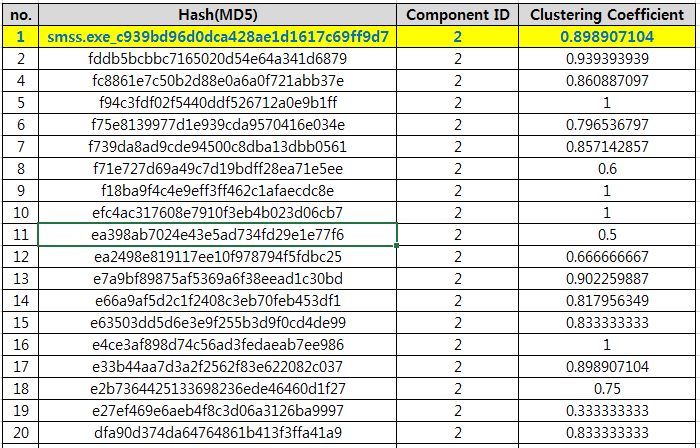 no. Hash(MD5) Component ID Clustering Coefficient
1 smss.exe_c939bd96d0dca428ae1d1617c69ff9d7 2 0.898907104
2 fddb5bcbbc7165020d54e64a341d6879 2 0.939393939
4 fc8861e7c50b2d88e0a6a0f721abb37e 2 0.860887097
5 f94c3fdf02f5440ddf526712a0e9b1ff 2 1
6 f75e8139977d1e939cda9570416e034e 2 0.796536797
7 f739da8ad9cde94500c8dba13dbb0561 2 0.857142857
8 f71e727d69a49c7d19bdff28ea71e5ee 2 0.6
9 f18ba9f4c4e9eff3ff462c1afaecdc8e 2 1
10 efc4ac317608e7910f3eb4b023d06cb7 2 1
11 ea398ab7024e43e5ad734fd29e1e77f6 2 0.5
12 ea2498e819117ee10f978794f5fdbc25 2 0.666666667
13 e7a9bf89875af5369a6f38eead1c30bd 2 0.902259887
14 e66a9af5d2c1f2408c3eb70feb453df1 2 0.817956349
15 e63503dd5d6e3e9f255b3d9f0cd4de99 2 0.833333333
16 e4ce3af898d74c56ad3fedaeab7ee986 2 1
17 e33b44aa7d3a2f2562f83e622082c037 2 0.898907104
18 e2b7364425133698236ede46460d1f27 2 0.75
19 e27ef469e6aeb4f8c3d06a3126ba9997 2 0.333333333
20 dfa90d374da64764861b413f3ffa41a9 2 0.833333333